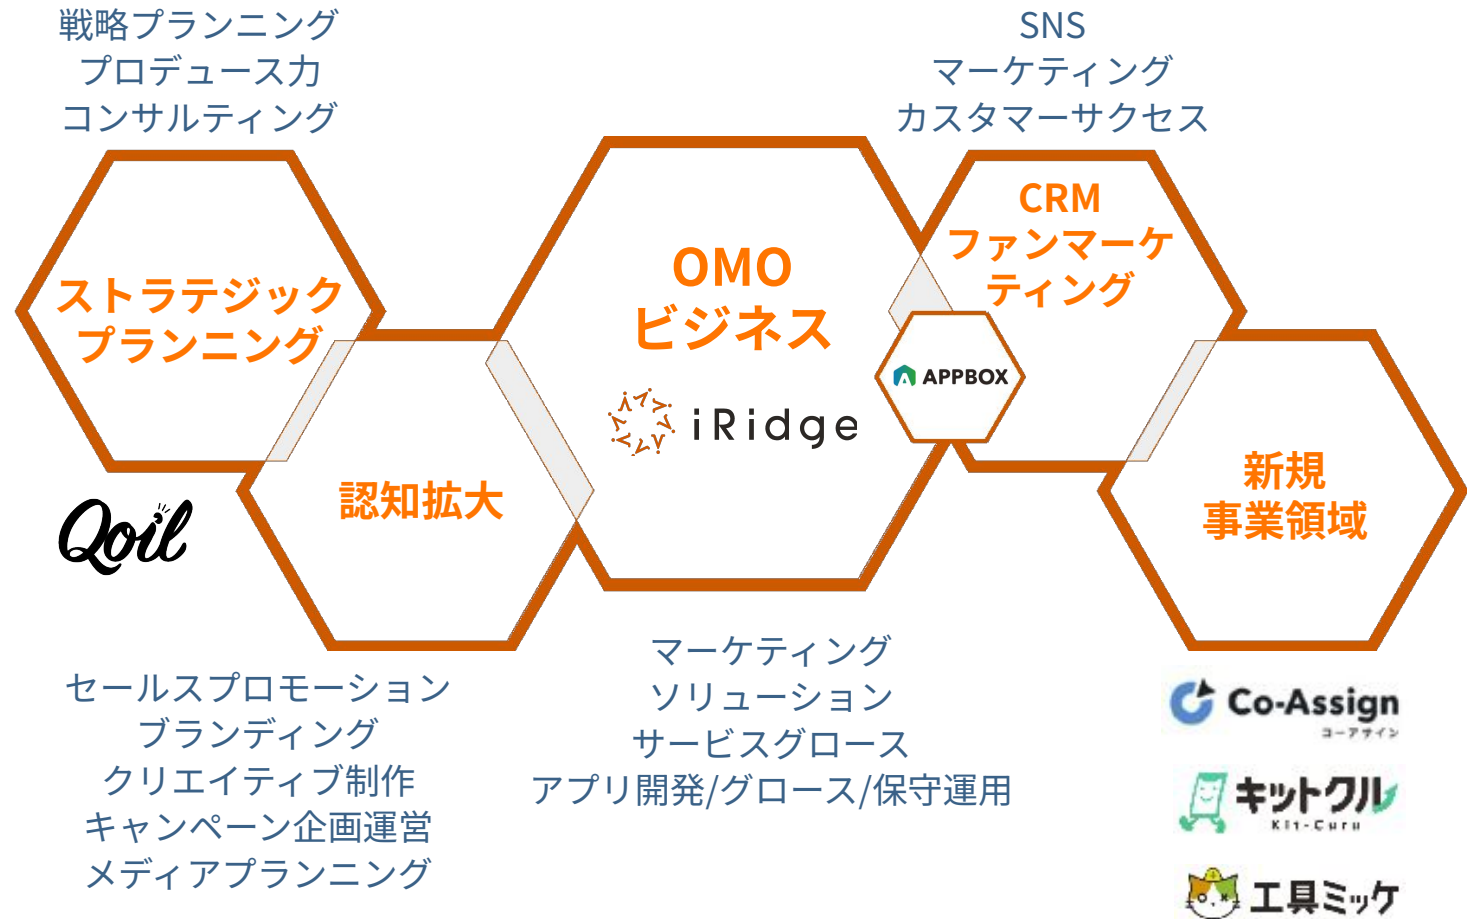 戦略プランニング
プロデュース力
コンサルティング
ストラテジック
プランニング
Qoil
認知拡大
セールスプロモーション
ブランディング
クリエイティブ制作
キャンペーン企画運営
メディアプランニング
OMO
ビジネス
iRidge
マーケティング
ソリューション
サービスグロース
アプリ開発/グロース/保守運用
SNS
マーケティング
カスタマーサクセス
CRM
ファンマーケ
ティング
APPBOX
新規
事業領域
Co-Assign
コーアサイン
キットクル
Kit-Curu
工具ミッケ